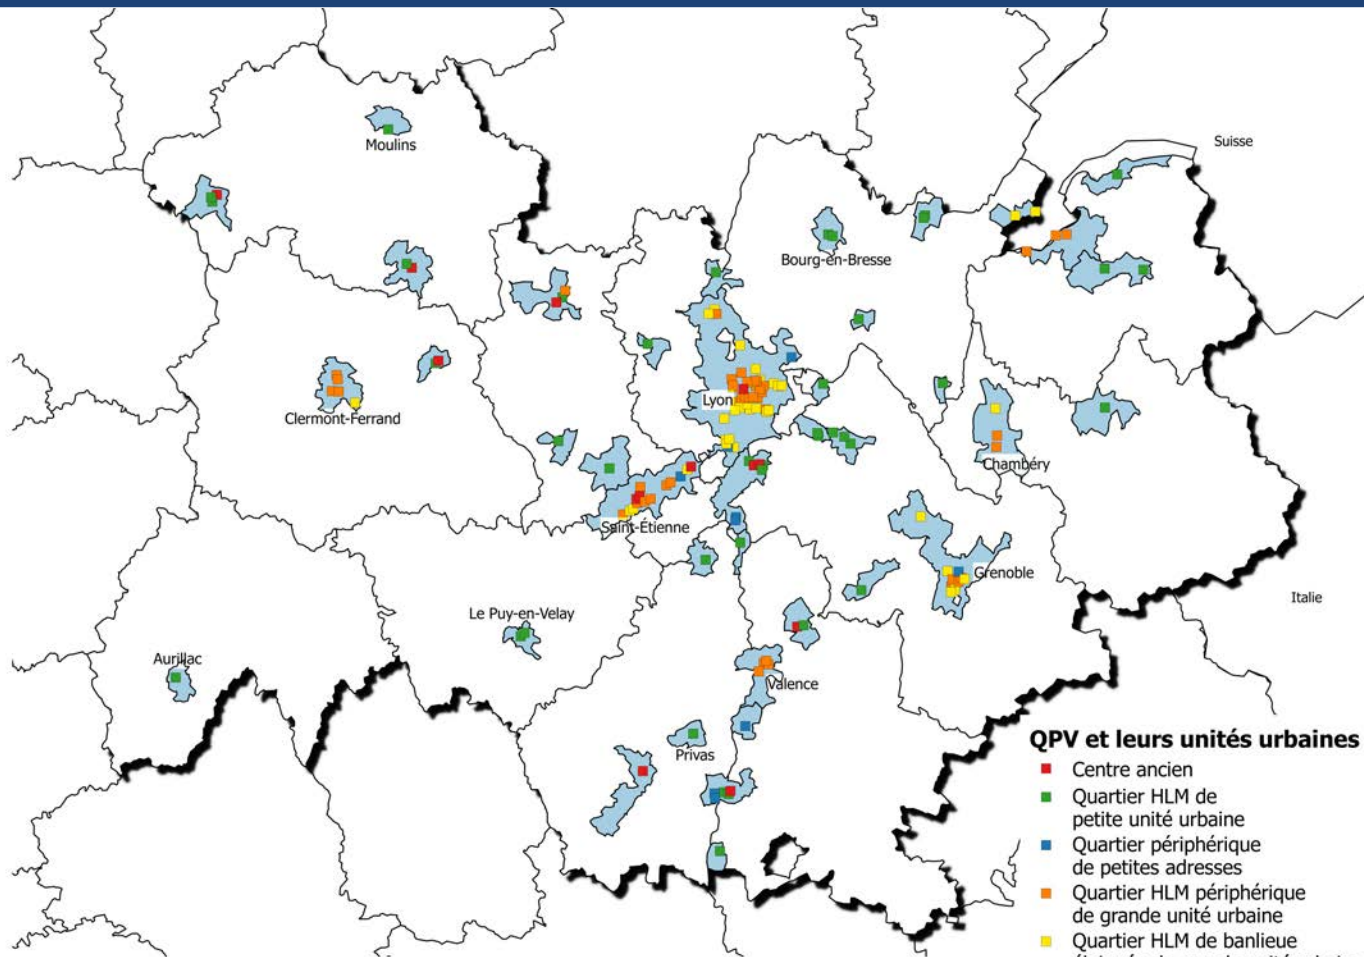 Suisse
Moulins
Bourg-en-Bresse
Lyon
Clermont-Ferrand
Chambéry
Saint-Étienne
Grenoble
Italie
Le Puy-en-Velay
Aurillac
Valence
Privas
QPV et leurs unités urbaines
Centre ancien
Quartier HLM de
petite unité urbaine
Quartier périphérique
de petites adresses
Quartier HLM périphérique
de grande unité urbaine
Quartier HLM de banlieue